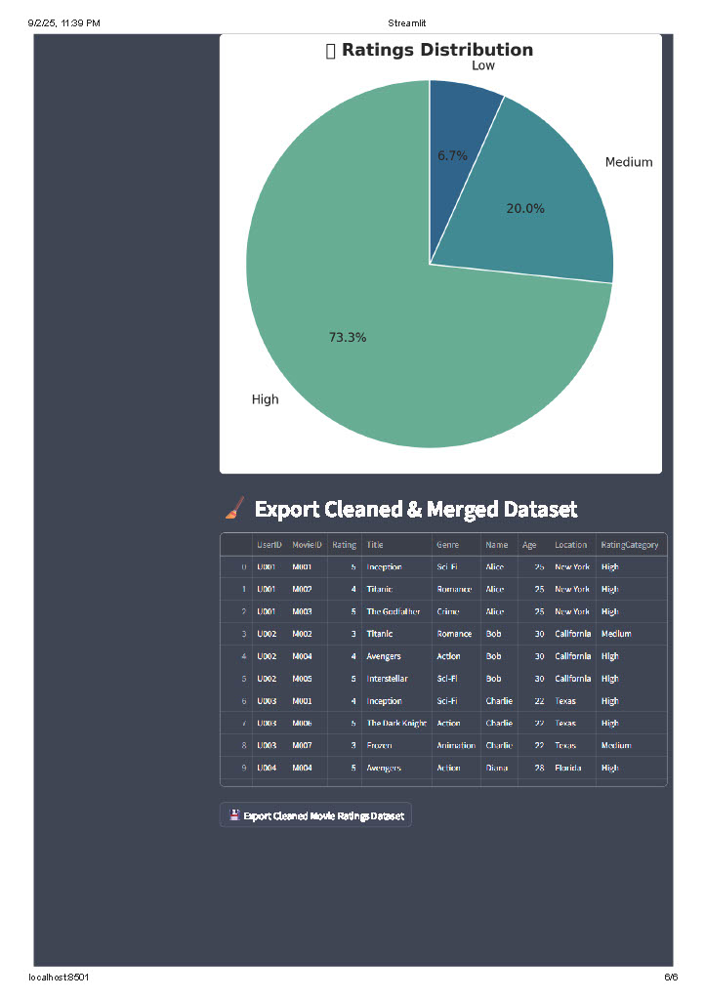 9/2/25, 11:39 PM Streamlit
Ratings Distribution
Low
6.7%
Medium
20.0%
73.3%
High
Export Cleaned & Merged Dataset
UserID MovieID Rating Title Genre Name Age Location RatingCategory
0 U001 M001 5 Inception Sci-Fi Alice 25 New York High
1 U001 M002 4 Titanic Romance Alice 25 New York High
2 U001 M003 5 The Godfather Crime Alice 25 New York High
3 U002 M002 3 Titanic Romance Bob 30 California Medium
4 U002 M004 4 Avengers Action Bob 30 California High
5 U002 M005 5 Interstellar Sci-Fi Bob 30 California High
6 U003 M001 4 Inception Sci-Fi Charlie 22 Texas High
7 U003 M006 5 The Dark Knight Action Charlie 22 Texas High
8 U003 M007 3 Frozen Animation Charlie 22 Texas Medium
9 U004 M004 5 Avengers Action Diana 28 Florida High
Export Cleaned Movie Ratings Dataset
localhost:8501 6/6